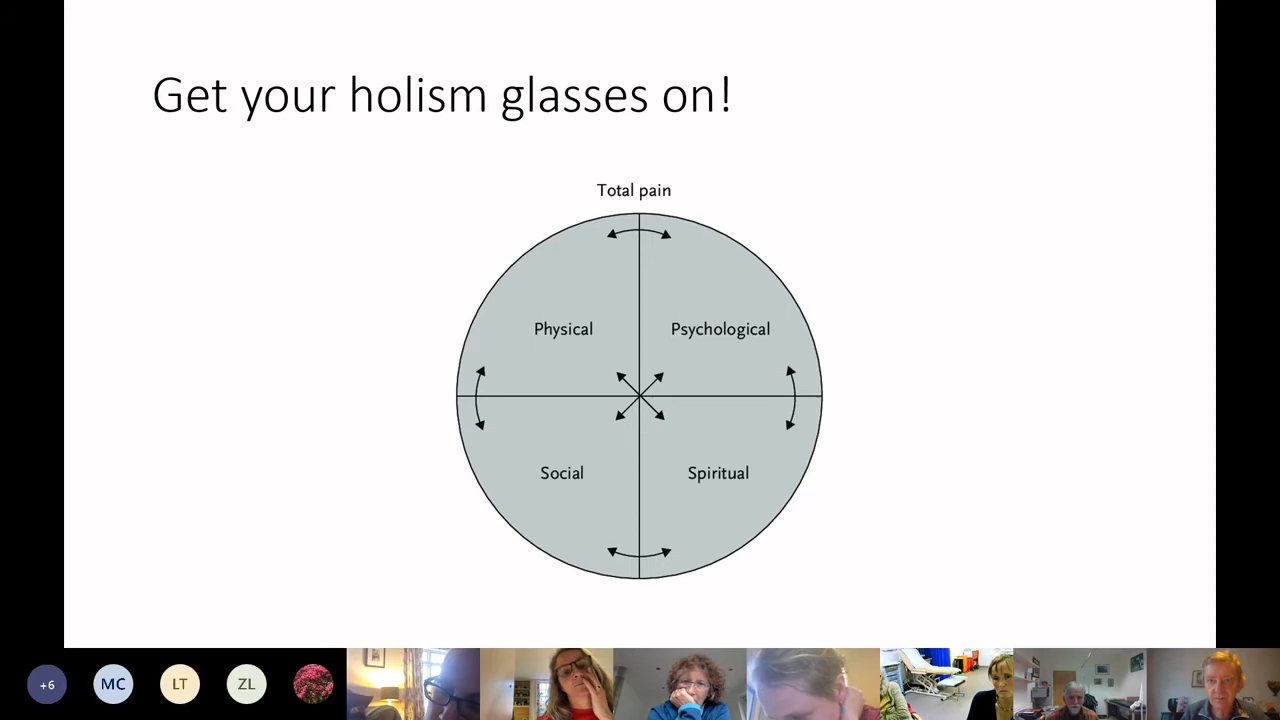 Get your holism glasses on!
Total pain
Physical
Psychological
Social
Spiritual
+6
MC
LT
ZL